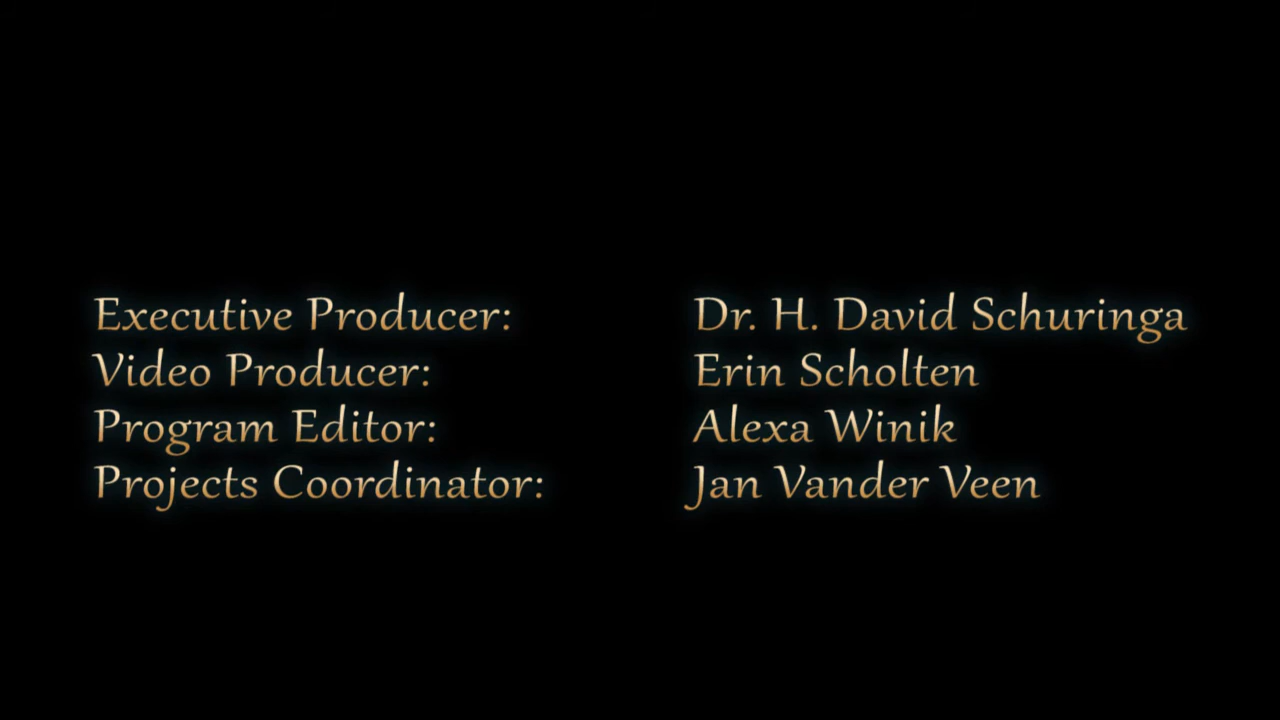 Executive Producer: Dr. H. David Schuringa
Video Producer: Erin Scholten
Program Editor: Alexa Winik
Projects Coordinator: Jan Vander Veen